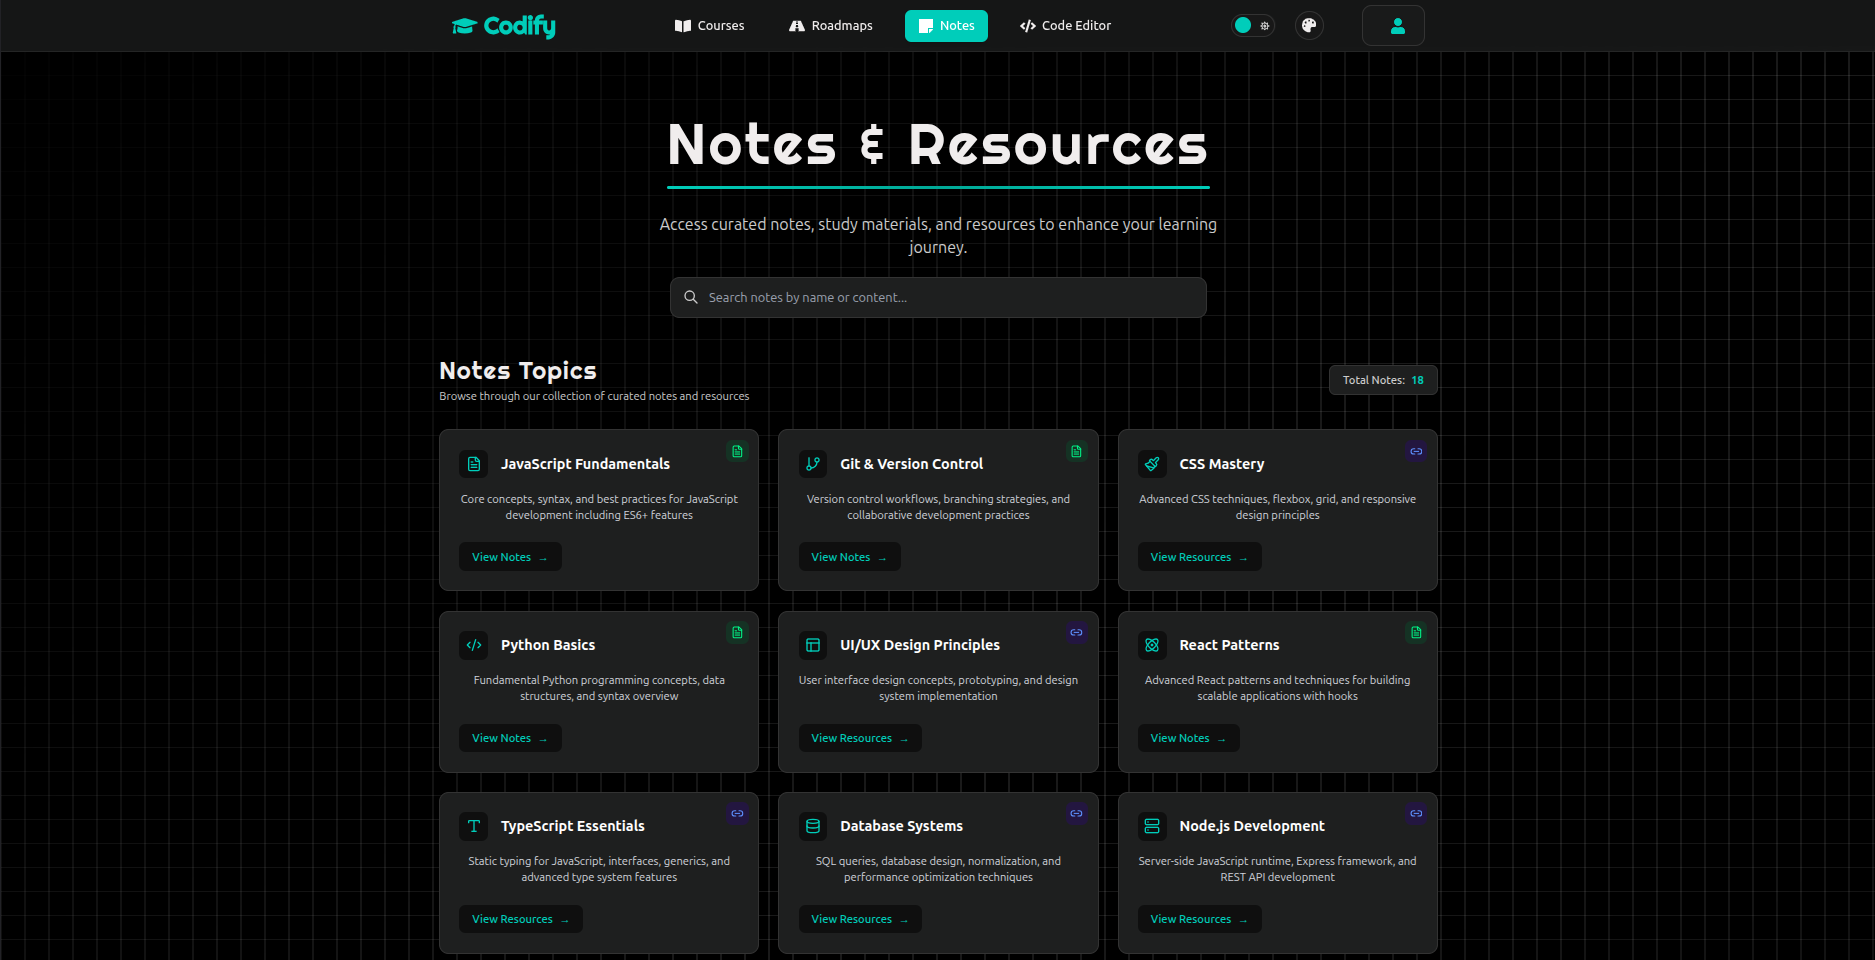 Codify
Courses
Roadmaps
Notes
Code Editor
Notes & Resources
Access curated notes, study materials, and resources to enhance your learning
journey.
Search notes by name or content...
Notes Topics
Browse through our collection of curated notes and resources
Total Notes: 18
JavaScript Fundamentals
Core concepts, syntax, and best practices for JavaScript
development including ES6+ features
View Notes →
Git & Version Control
Version control workflows, branching strategies, and
collaborative development practices
View Notes →
CSS Mastery
Advanced CSS techniques, flexbox, grid, and responsive
design principles
View Resources →
Python Basics
Fundamental Python programming concepts, data
structures, and syntax overview
View Notes →
UI/UX Design Principles
User interface design concepts, prototyping, and design
system implementation
View Resources →
React Patterns
Advanced React patterns and techniques for building
scalable applications with hooks
View Notes →
TypeScript Essentials
Static typing for JavaScript, interfaces, generics, and
advanced type system features
View Resources →
Database Systems
SQL queries, database design, normalization, and
performance optimization techniques
View Resources →
Node.js Development
Server-side JavaScript runtime, Express framework, and
REST API development
View Resources →